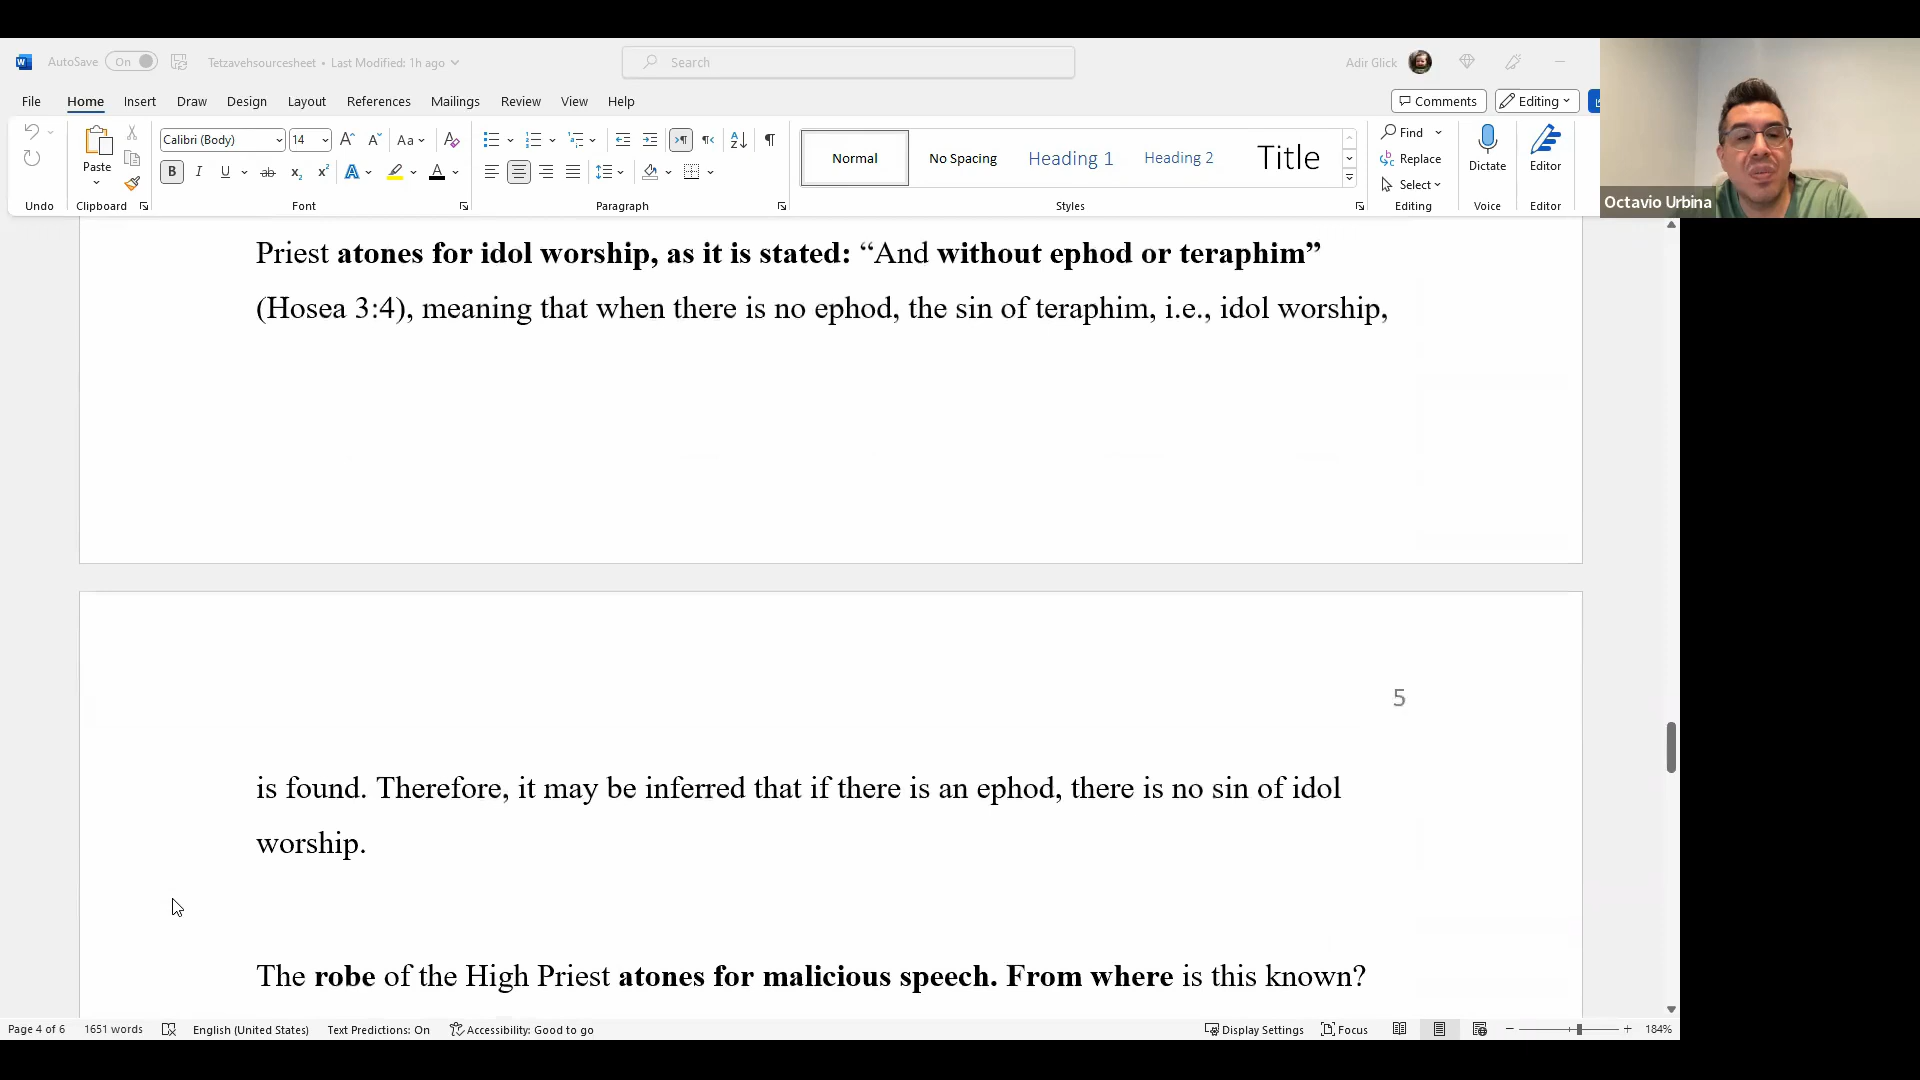 AutoSave On Tetzavehsourcesheet • Last Modified: 1h ago Search Adir Glick
File Home Insert Draw Design Layout References Mailings Review View Help Comments Editing
Paste Calibri (Body) 14 Aa Normal No Spacing Heading 1 Heading 2 Title Find Replace Select Dictate Editor
Undo Clipboard Font Paragraph Styles Editing Voice Editor
Octavio Urbina
Priest atones for idol worship, as it is stated: “And without ephod or teraphim”
(Hosea 3:4), meaning that when there is no ephod, the sin of teraphim, i.e., idol worship,
5
is found. Therefore, it may be inferred that if there is an ephod, there is no sin of idol
worship.
The robe of the High Priest atones for malicious speech. From where is this known?
Page 4 of 6 1651 words English (United States) Text Predictions: On Accessibility: Good to go Display Settings Focus 184%